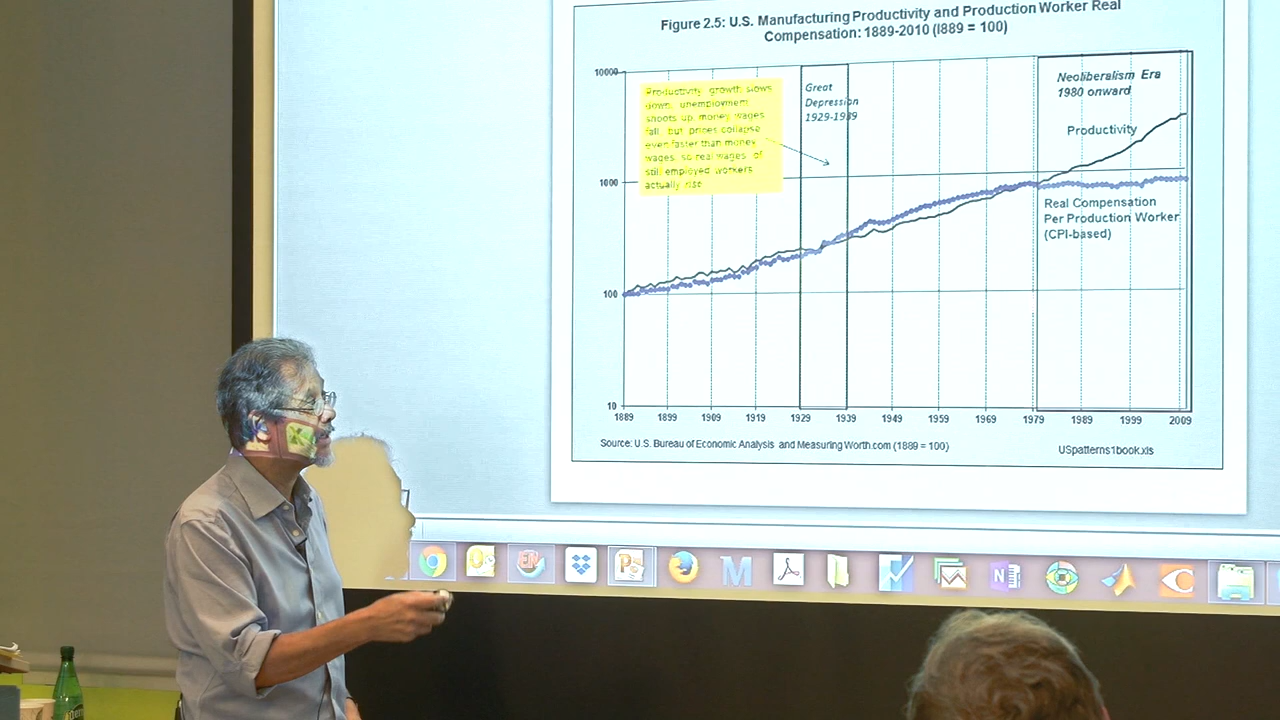 Figure 2.5: U.S. Manufacturing Productivity and Production Worker Real
Compensation: 1889-2010 (I889 = 100)
10000
1000
100
10
Productivity growth slows
down, unemployment
shoots up, money wages
fall, but prices collapse
even faster than money
wages, so real wages of
still employed workers
actually rise
Great
Depression
1929-1939
Neoliberalism Era
1980 onward
Productivity
Real Compensation
Per Production Worker
(CPI-based)
1889 1899 1909 1919 1929 1939 1949 1959 1969 1979 1989 1999 2009
Source: U.S. Bureau of Economic Analysis and MeasuringWorth.com (1889 = 100)
USpatterns1book.xls
EN
M
N